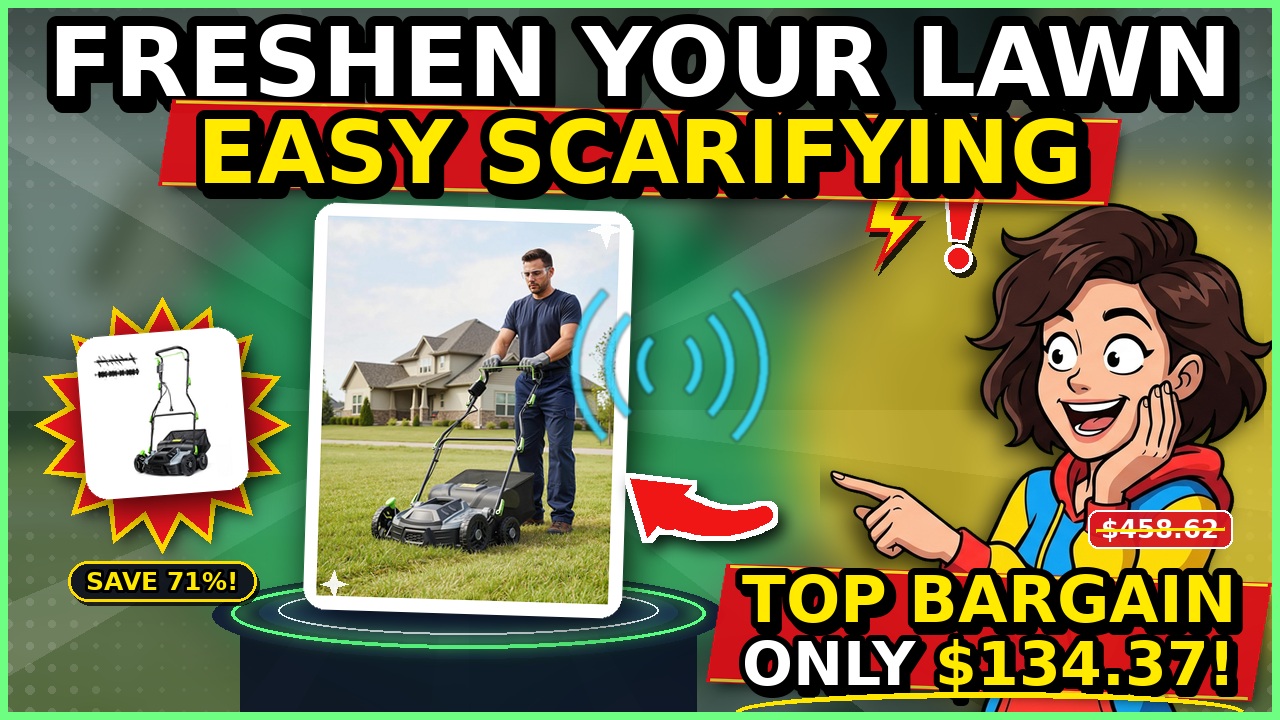 FRESHEN YOUR LAWN
EASY SCARIFYING
$458.62
SAVE 71%!
TOP BARGAIN
ONLY $134.37!